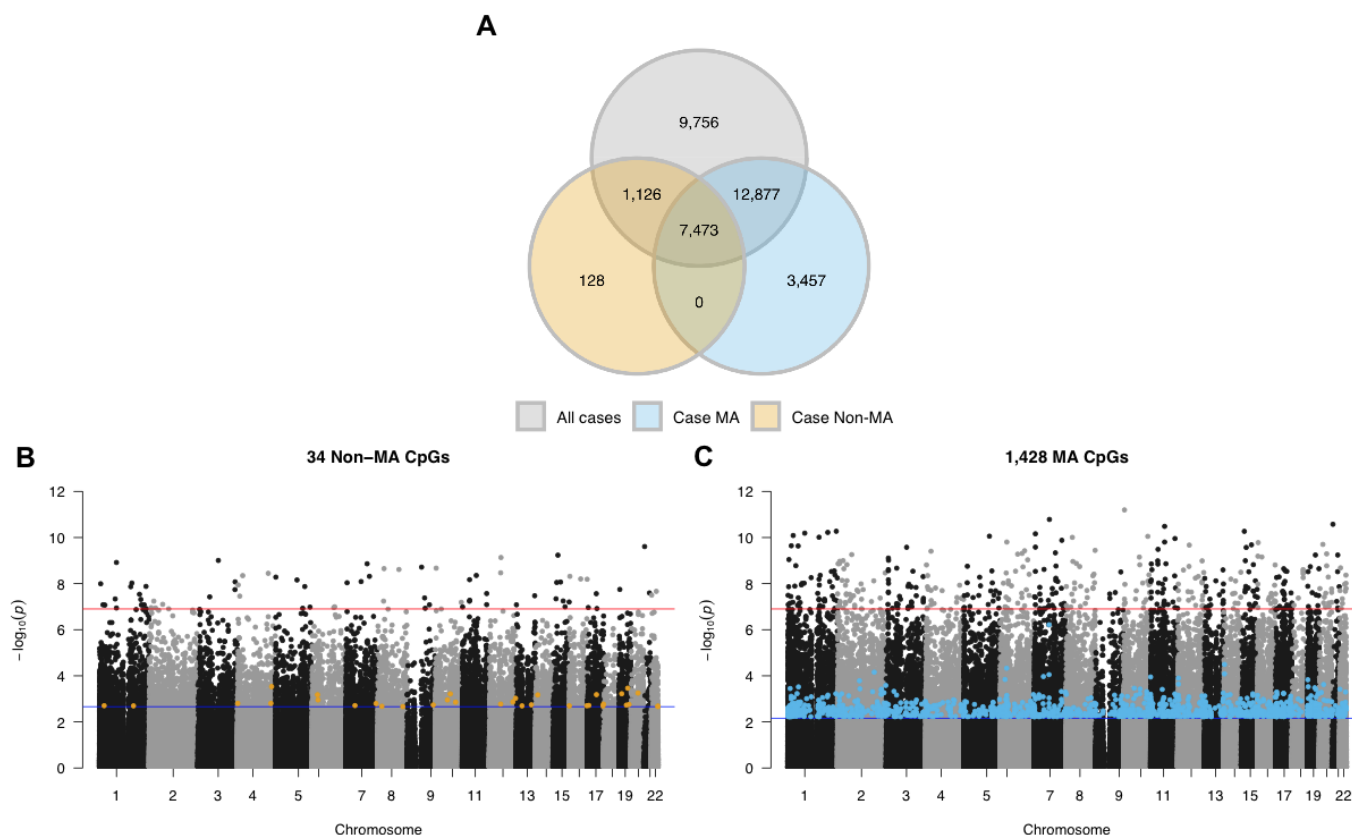 A
9,756
1,126
12,877
7,473
128
3,457
0
All cases
Case MA
Case Non-MA
B
34 Non–MA CpGs
12
10
8
6
4
2
0
−log10(p)
1 2 3 4 5 7 8 9 11 13 15 17 19 22
Chromosome
C
1,428 MA CpGs
12
10
8
6
4
2
0
−log10(p)
1 2 3 4 5 7 8 9 11 13 15 17 19 22
Chromosome